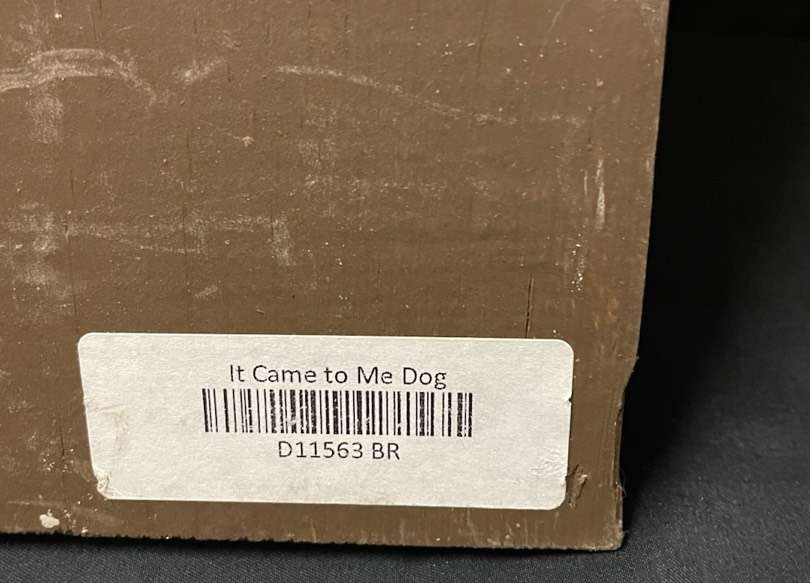 It Came to Me Dog
D11563 BR